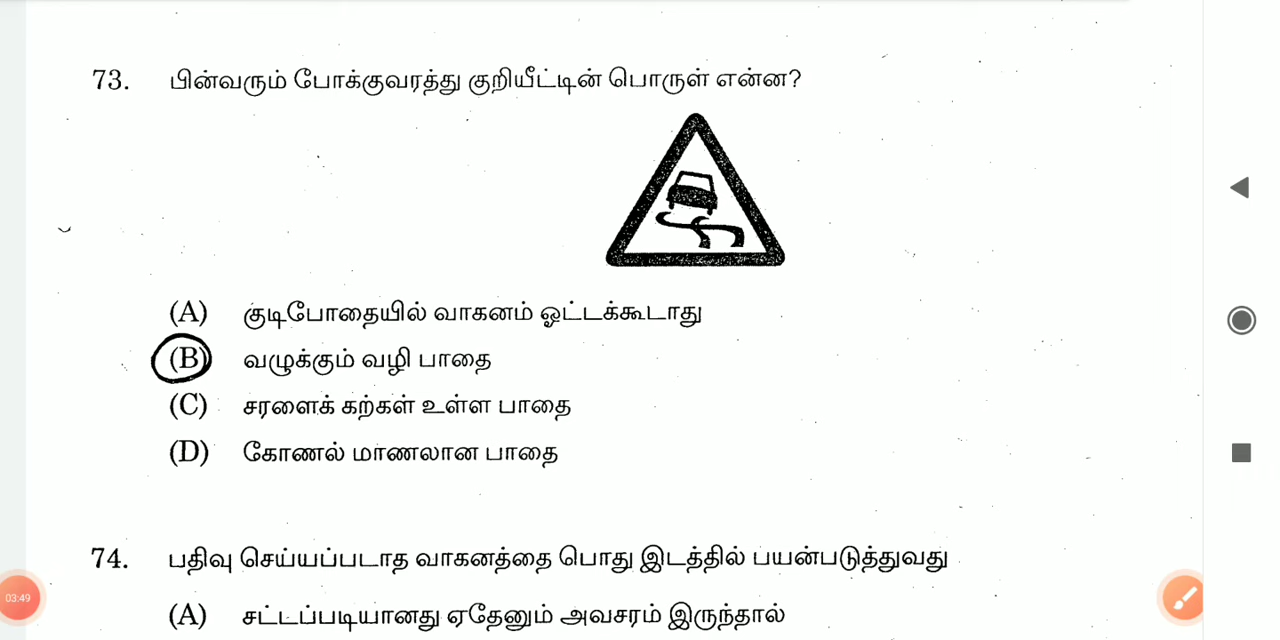 73. பின்வரும் போக்குவரத்து குறியீட்டின் பொருள் என்ன?
(A) குடிபோதையில் வாகனம் ஓட்டக்கூடாது
(B) வழுக்கும் வழி பாதை
(C) சரளைக் கற்கள் உள்ள பாதை
(D) கோணல் மாணலான பாதை
74. பதிவு செய்யப்படாத வாகனத்தை பொது இடத்தில் பயன்படுத்துவது
(A) சட்டப்படியானது ஏதேனும் அவசரம் இருந்தால்
03:49